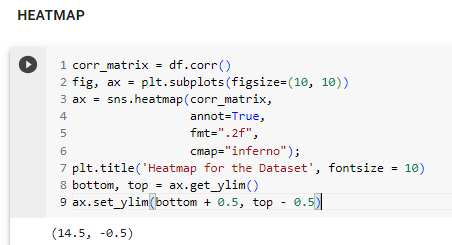 HEATMAP
1 corr_matrix = df.corr()
2 fig, ax = plt.subplots(figsize=(10, 10))
3 ax = sns.heatmap(corr_matrix,
4                  annot=True,
5                  fmt=".2f",
6                  cmap="inferno");
7 plt.title('Heatmap for the Dataset', fontsize = 10)
8 bottom, top = ax.get_ylim()
9 ax.set_ylim(bottom + 0.5, top - 0.5)
(14.5, -0.5)